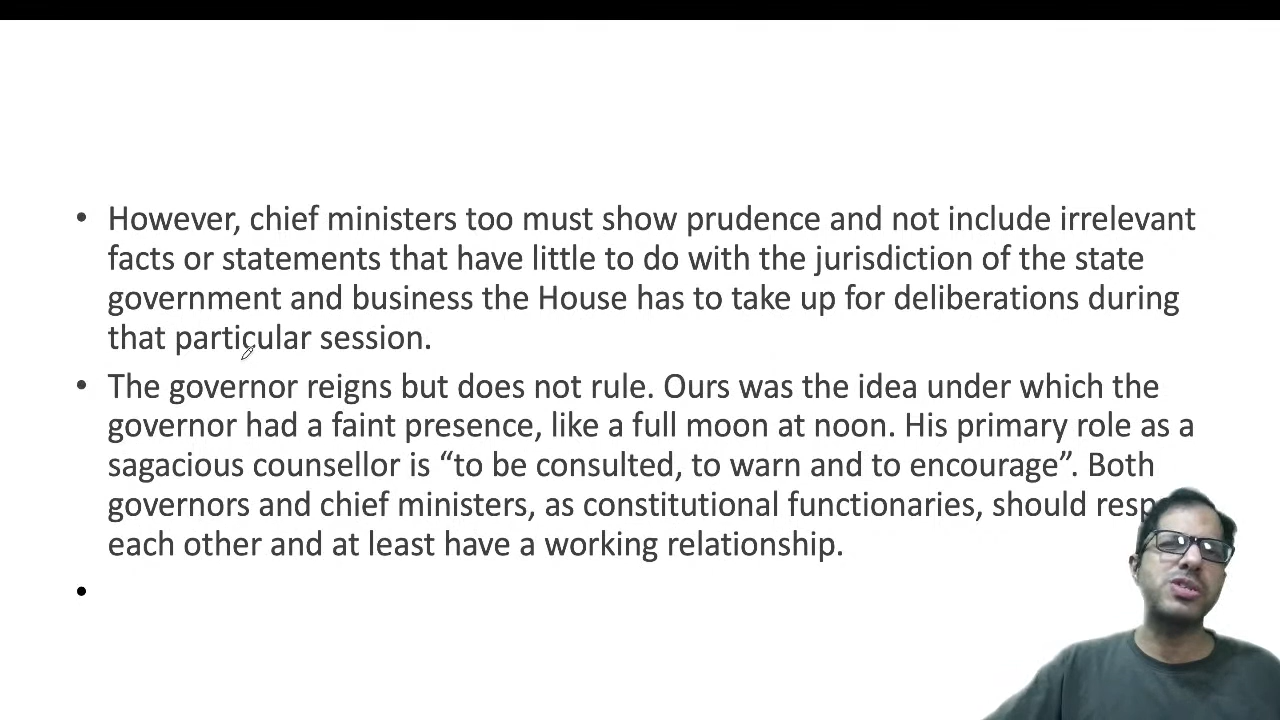 • However, chief ministers too must show prudence and not include irrelevant
facts or statements that have little to do with the jurisdiction of the state
government and business the House has to take up for deliberations during
that particular session.
• The governor reigns but does not rule. Ours was the idea under which the
governor had a faint presence, like a full moon at noon. His primary role as a
sagacious counsellor is “to be consulted, to warn and to encourage”. Both
governors and chief ministers, as constitutional functionaries, should
each other and at least have a working relationship.
•